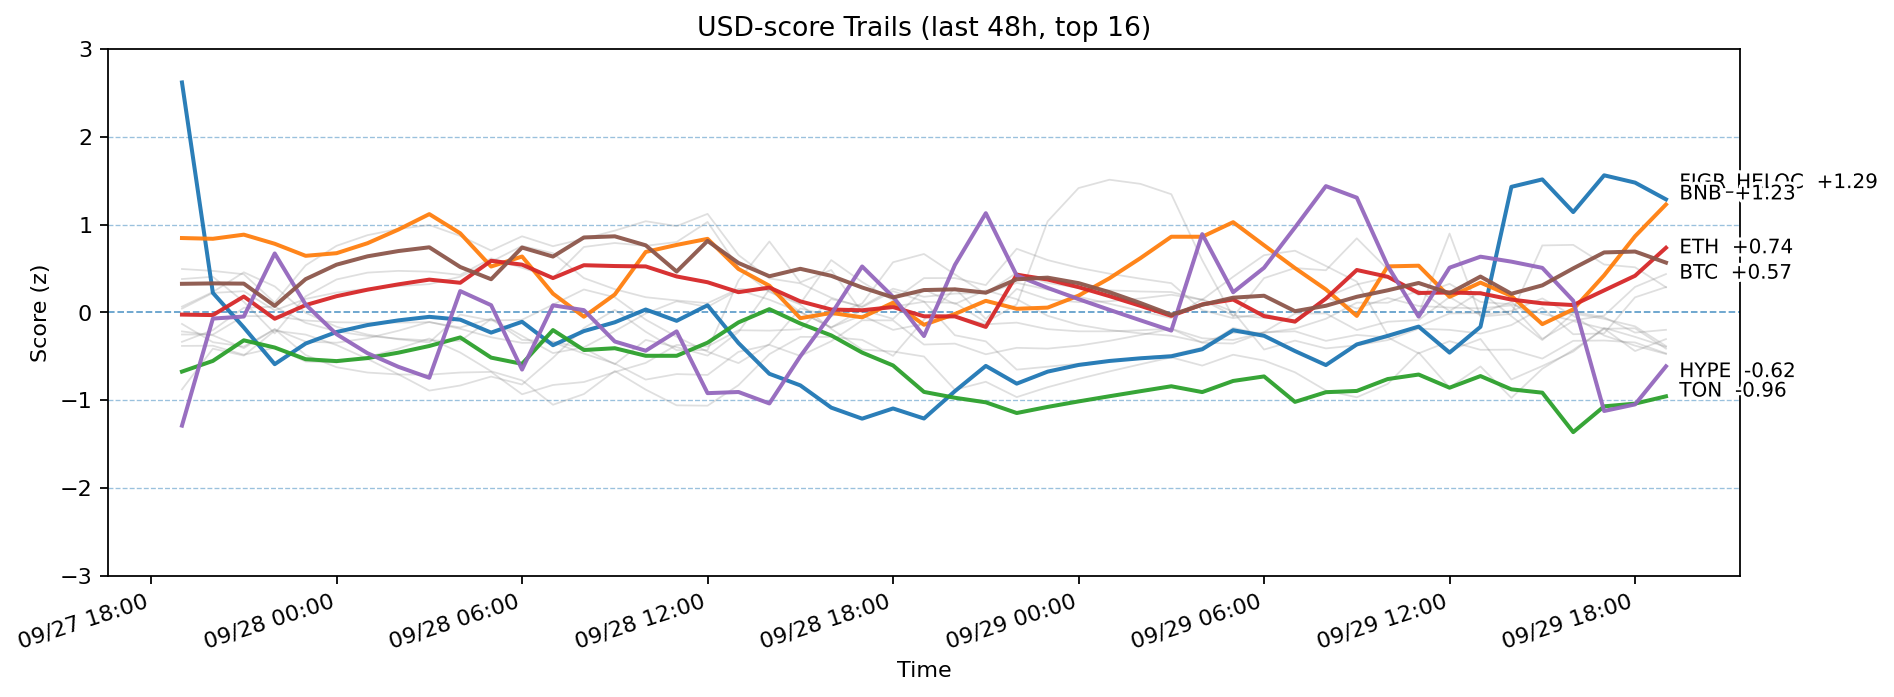 USD-score Trails (last 48h, top 16)
3
2
1
0
−1
−2
−3
Score (z)
FIGR_HELOC +1.29
BNB +1.23
ETH +0.74
BTC +0.57
HYPE -0.62
TON -0.96
09/27 18:00
09/28 00:00
09/28 06:00
09/28 12:00
09/28 18:00
09/29 00:00
09/29 06:00
09/29 12:00
09/29 18:00
Time